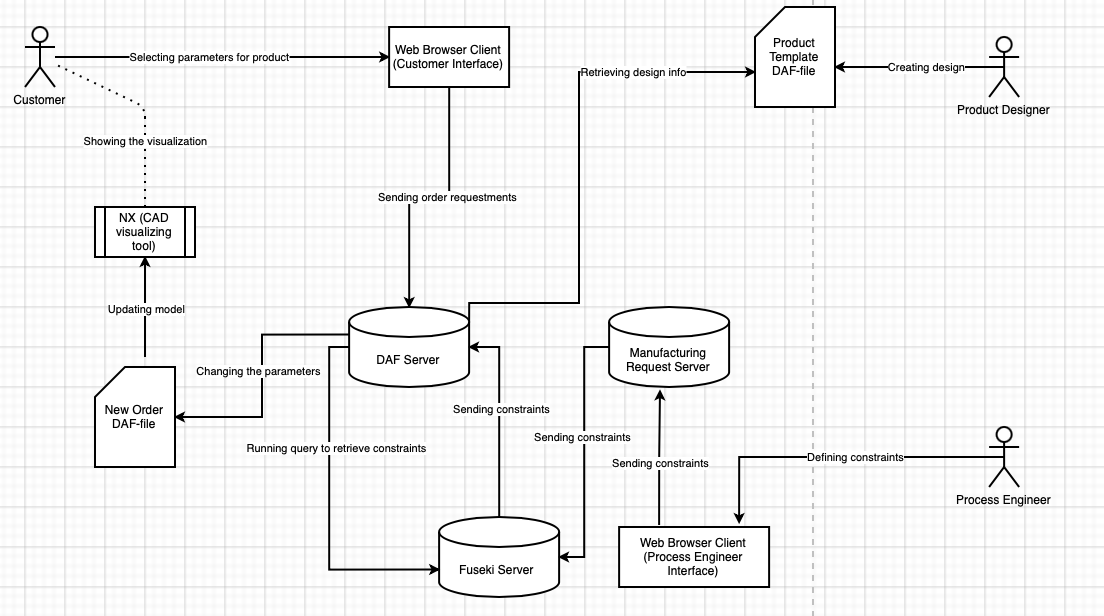 Selecting parameters for product
Web Browser Client
(Customer Interface)
Product
Template
DAF-file
Retrieving design info
Creating design
Customer
Product Designer
Showing the visualization
Sending order requestments
NX (CAD
visualizing
tool)
Updating model
DAF Server
Manufacturing
Request Server
Changing the parameters
New Order
DAF-file
Sending constraints
Running query to retrieve constraints
Sending constraints
Sending constraints
Defining constraints
Process Engineer
Fuseki Server
Web Browser Client
(Process Engineer
Interface)